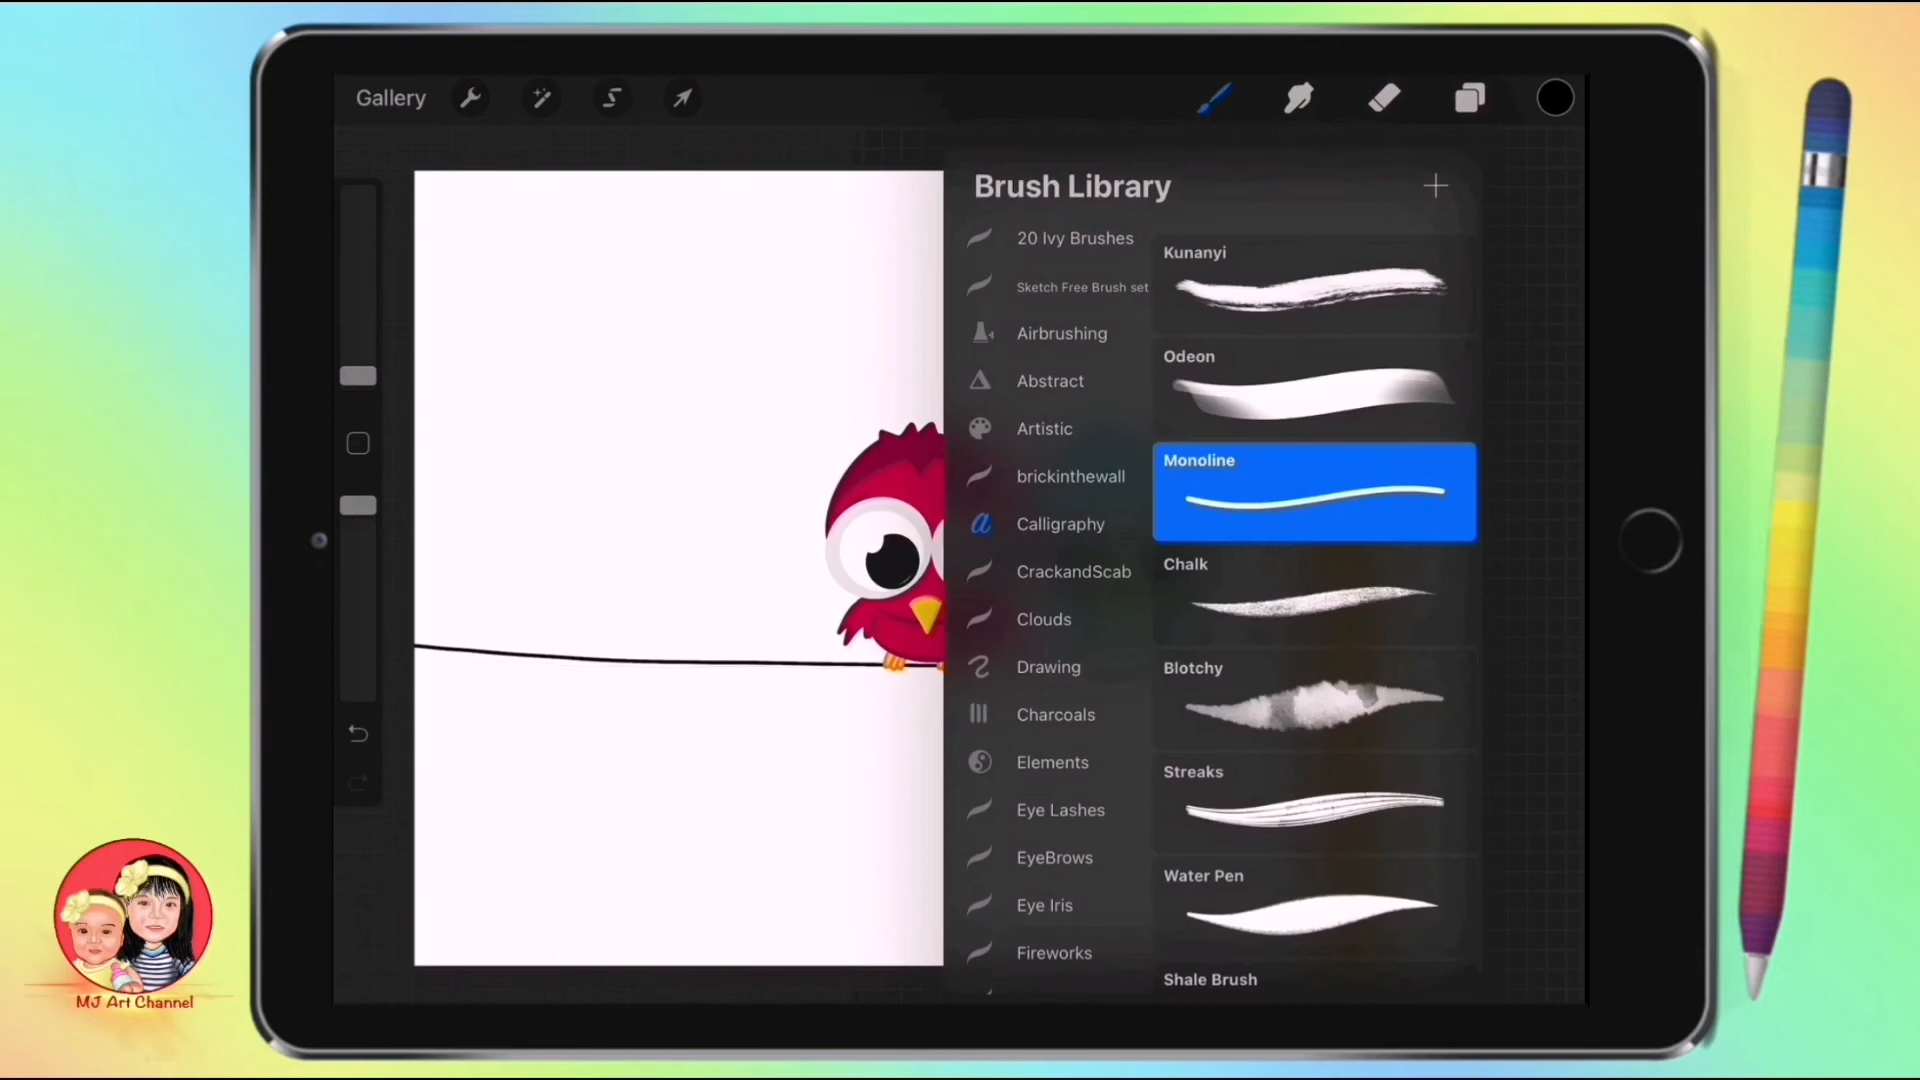 Gallery
Brush Library
20 Ivy Brushes
Sketch Free Brush set
Airbrushing
Abstract
Artistic
brickinthewall
Calligraphy
CrackandScab
Clouds
Drawing
Charcoals
Elements
Eye Lashes
EyeBrows
Eye Iris
Fireworks
Kunanyi
Odeon
Monoline
Chalk
Blotchy
Streaks
Water Pen
Shale Brush
MJ Art Channel